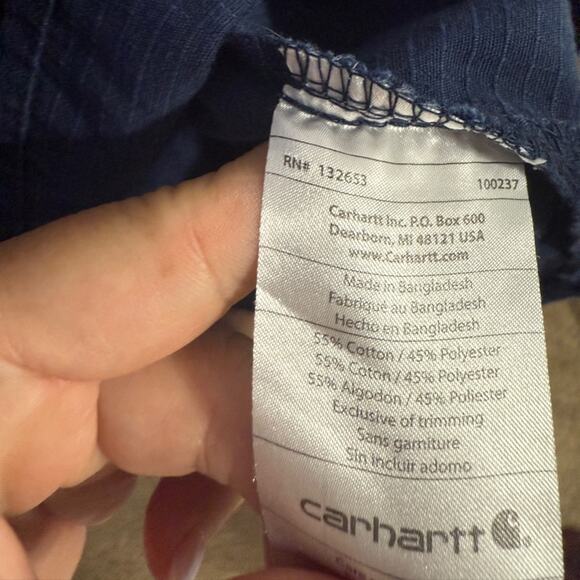 RN# 132653
100237
Carhartt Inc. P.O. Box 600
Dearborn, MI 48121 USA
www.Carhartt.com
Made in Bangladesh
Fabriqué au Bangladesh
Hecho en Bangladesh
55% Cotton / 45% Polyester
55% Coton / 45% Polyester
55% Algodon / 45% Puliester
Exclusive of trimming
Sans garniture
Sin incluir adorno
carhartt